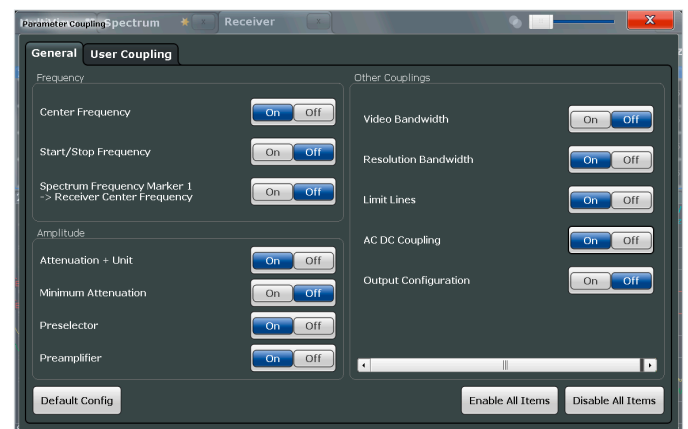 Parameter Coupling Spectrum Receiver X
General User Coupling
Frequency
Center Frequency On Off
Start/Stop Frequency On Off
Spectrum Frequency Marker 1
-> Receiver Center Frequency On Off
Amplitude
Attenuation + Unit On Off
Minimum Attenuation On Off
Preselector On Off
Preamplifier On Off
Other Couplings
Video Bandwidth On Off
Resolution Bandwidth On Off
Limit Lines On Off
AC DC Coupling On Off
Output Configuration On Off
Default Config Enable All Items Disable All Items